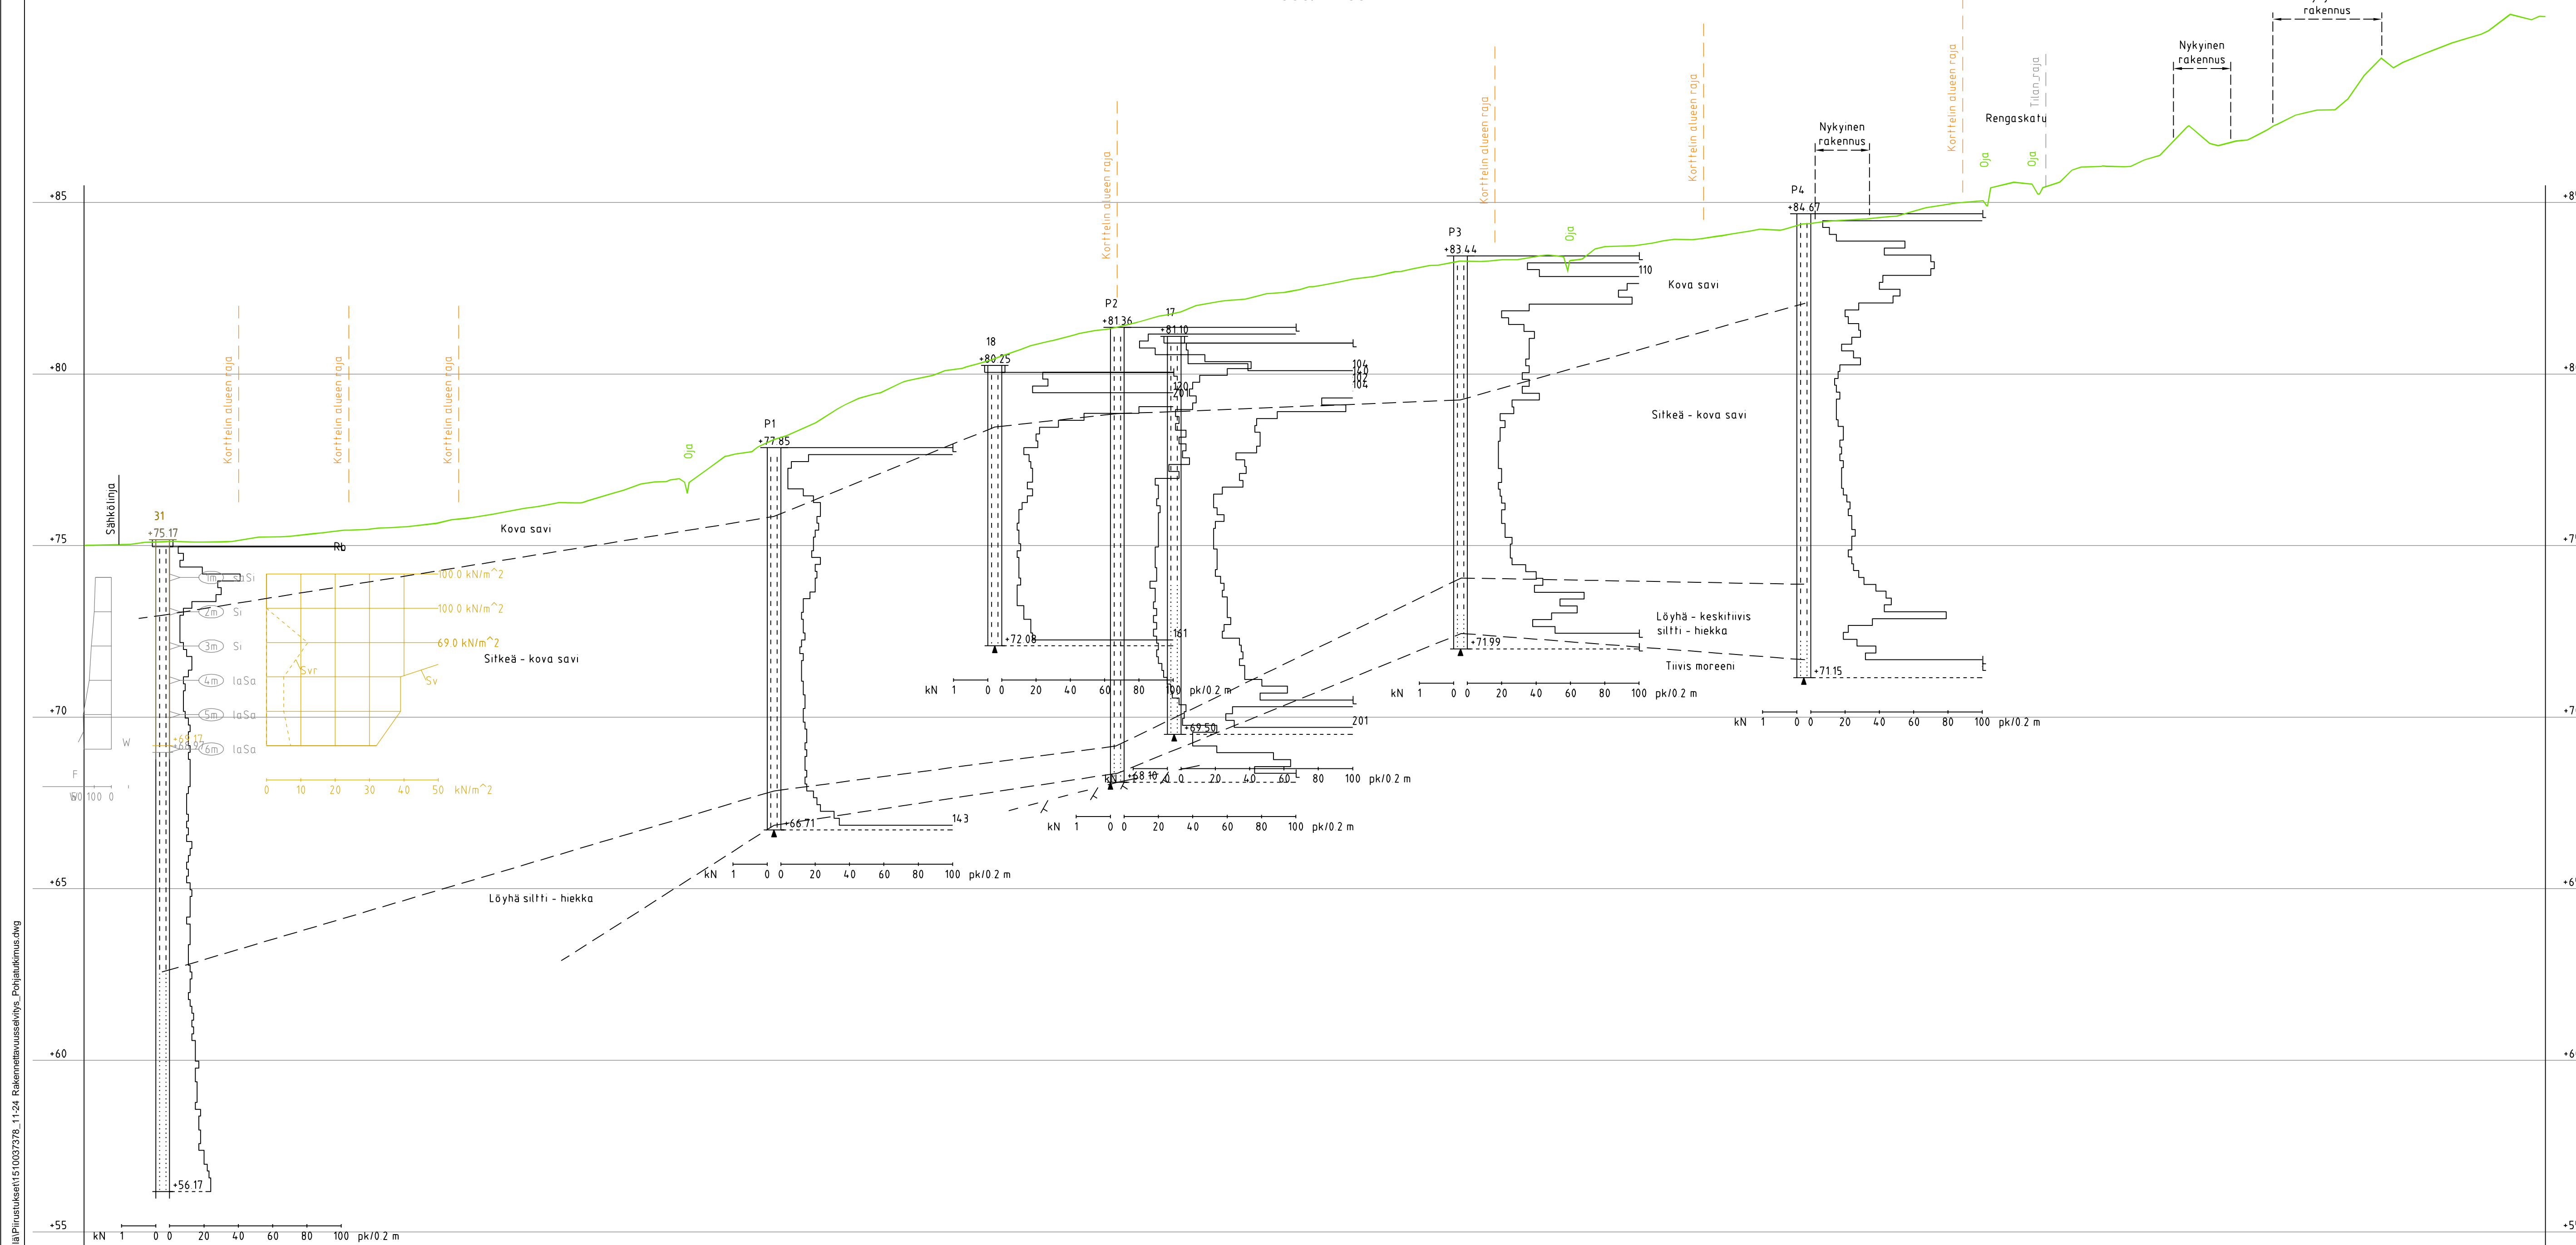 rakennus
Nykyinen
rakennus
Tilan raja
Korttelin alueen raja
Korttelin alueen raja
Korttelin alueen raja
Korttelin alueen raja
Rengaskatu
Nykyinen
rakennus
Oja
Oja
+85
P4
+84.67
P3
+83.44
Oja
110
Kova savi
P2
+81.36
17
+81.10
18
+80.25
+80
104
140
102
104
120
201
Sitkeä - kova savi
Korttelin alueen raja
Korttelin alueen raja
Korttelin alueen raja
Oja
P1
+77.85
Sähkölinja
31
+75.17
Kova savi
+75
Rb
1m saSi
2m Si
3m Si
4m laSa
5m laSa
6m laSa
100.0 kN/m^2
100.0 kN/m^2
69.0 kN/m^2
Svr
Sv
+69.17
+68.97
W
F
0 10 20 30 40 50 kN/m^2
Sitkeä - kova savi
+72.08
161
kN 1 0 0 20 40 60 80 100 pk/0.2 m
Löyhä - keskitiivis
siltti - hiekka
+71.99
Tiivis moreeni
+71.15
kN 1 0 0 20 40 60 80 100 pk/0.2 m
kN 1 0 0 20 40 60 80 100 pk/0.2 m
+70
201
+69.50
+68.10
kN 0 0 20 40 60 80 100 pk/0.2 m
kN 1 0 0 20 40 60 80 100 pk/0.2 m
+66.71
143
kN 1 0 0 20 40 60 80 100 pk/0.2 m
+65
Löyhä siltti - hiekka
+60
+56.17
+55
kN 1 0 0 20 40 60 80 100 pk/0.2 m
lä\Piirustukset\1510037378_11-24 Rakennettavuusselvitys_Pohjatutkimus.dwg